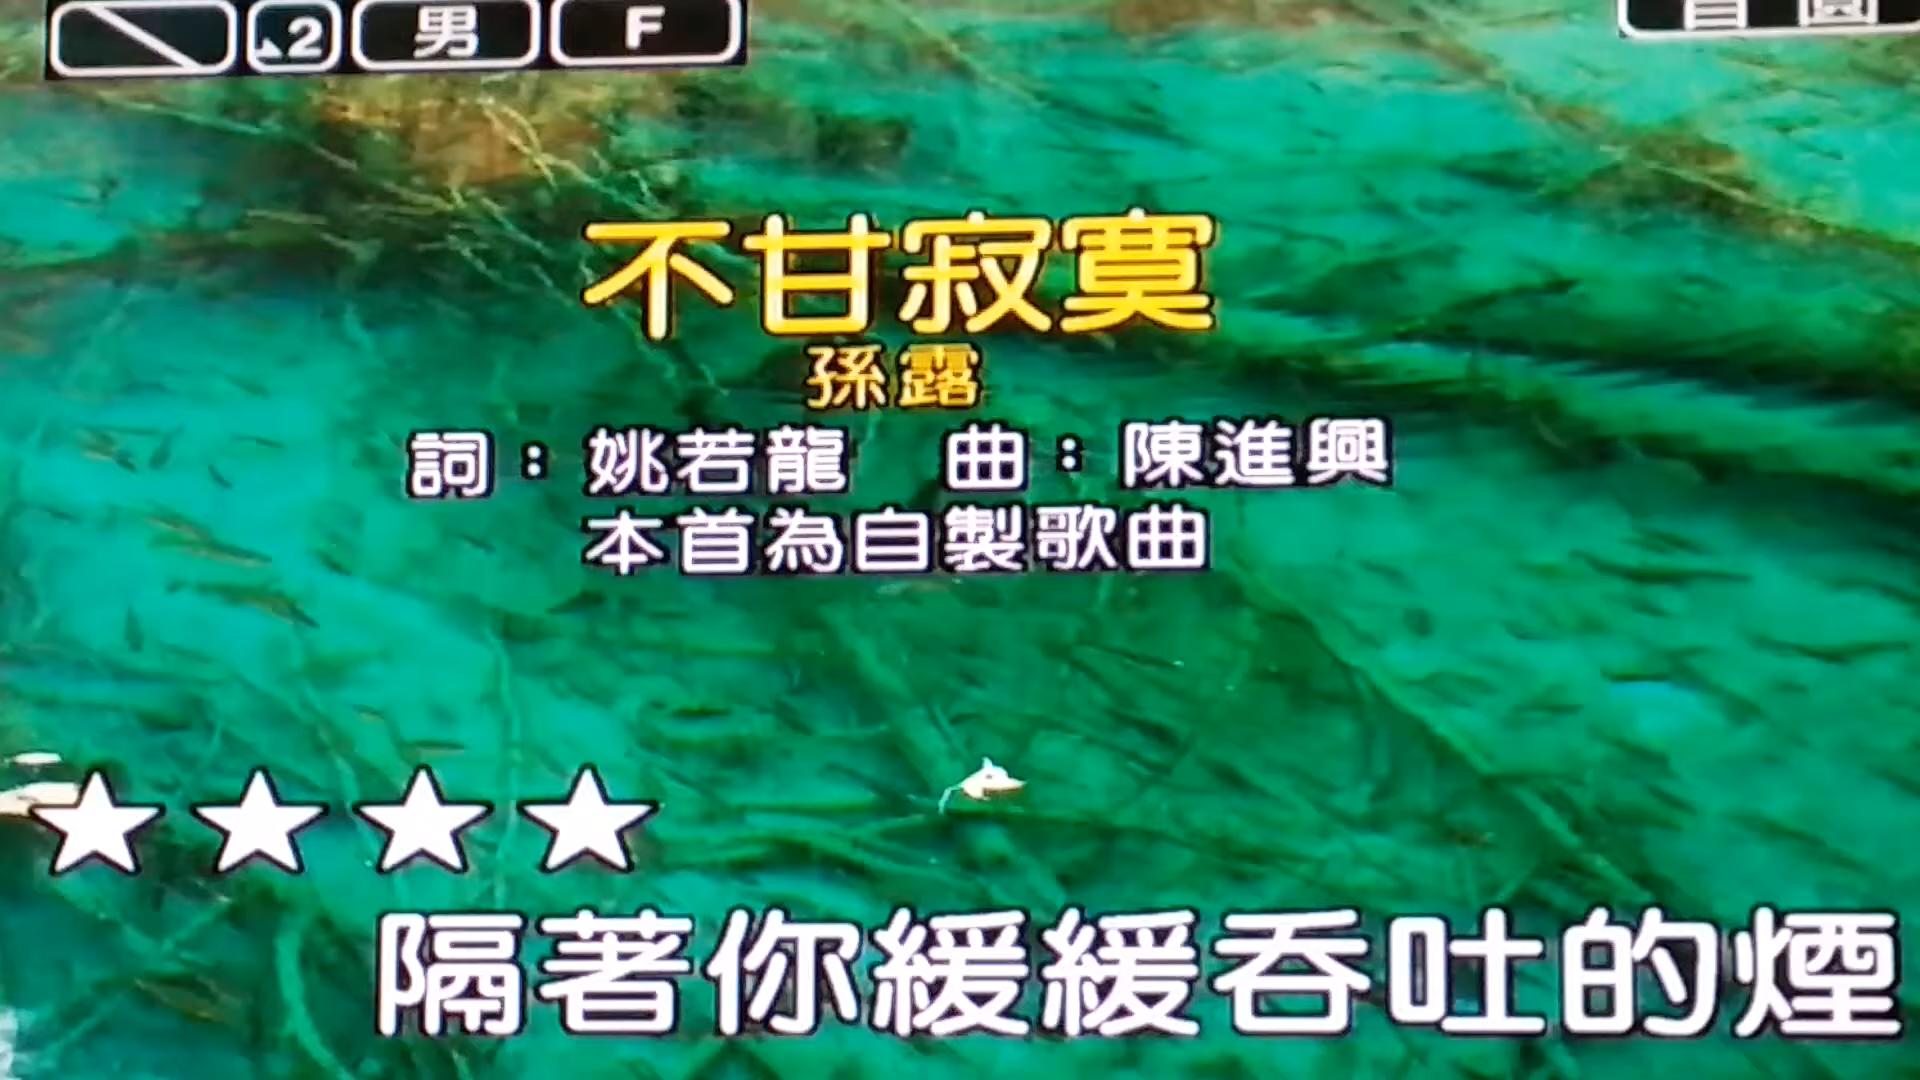 2 男 F
不甘寂寞
孫露
詞：姚若龍 曲：陳進興
本首為自製歌曲
隔著你緩緩吞吐的煙